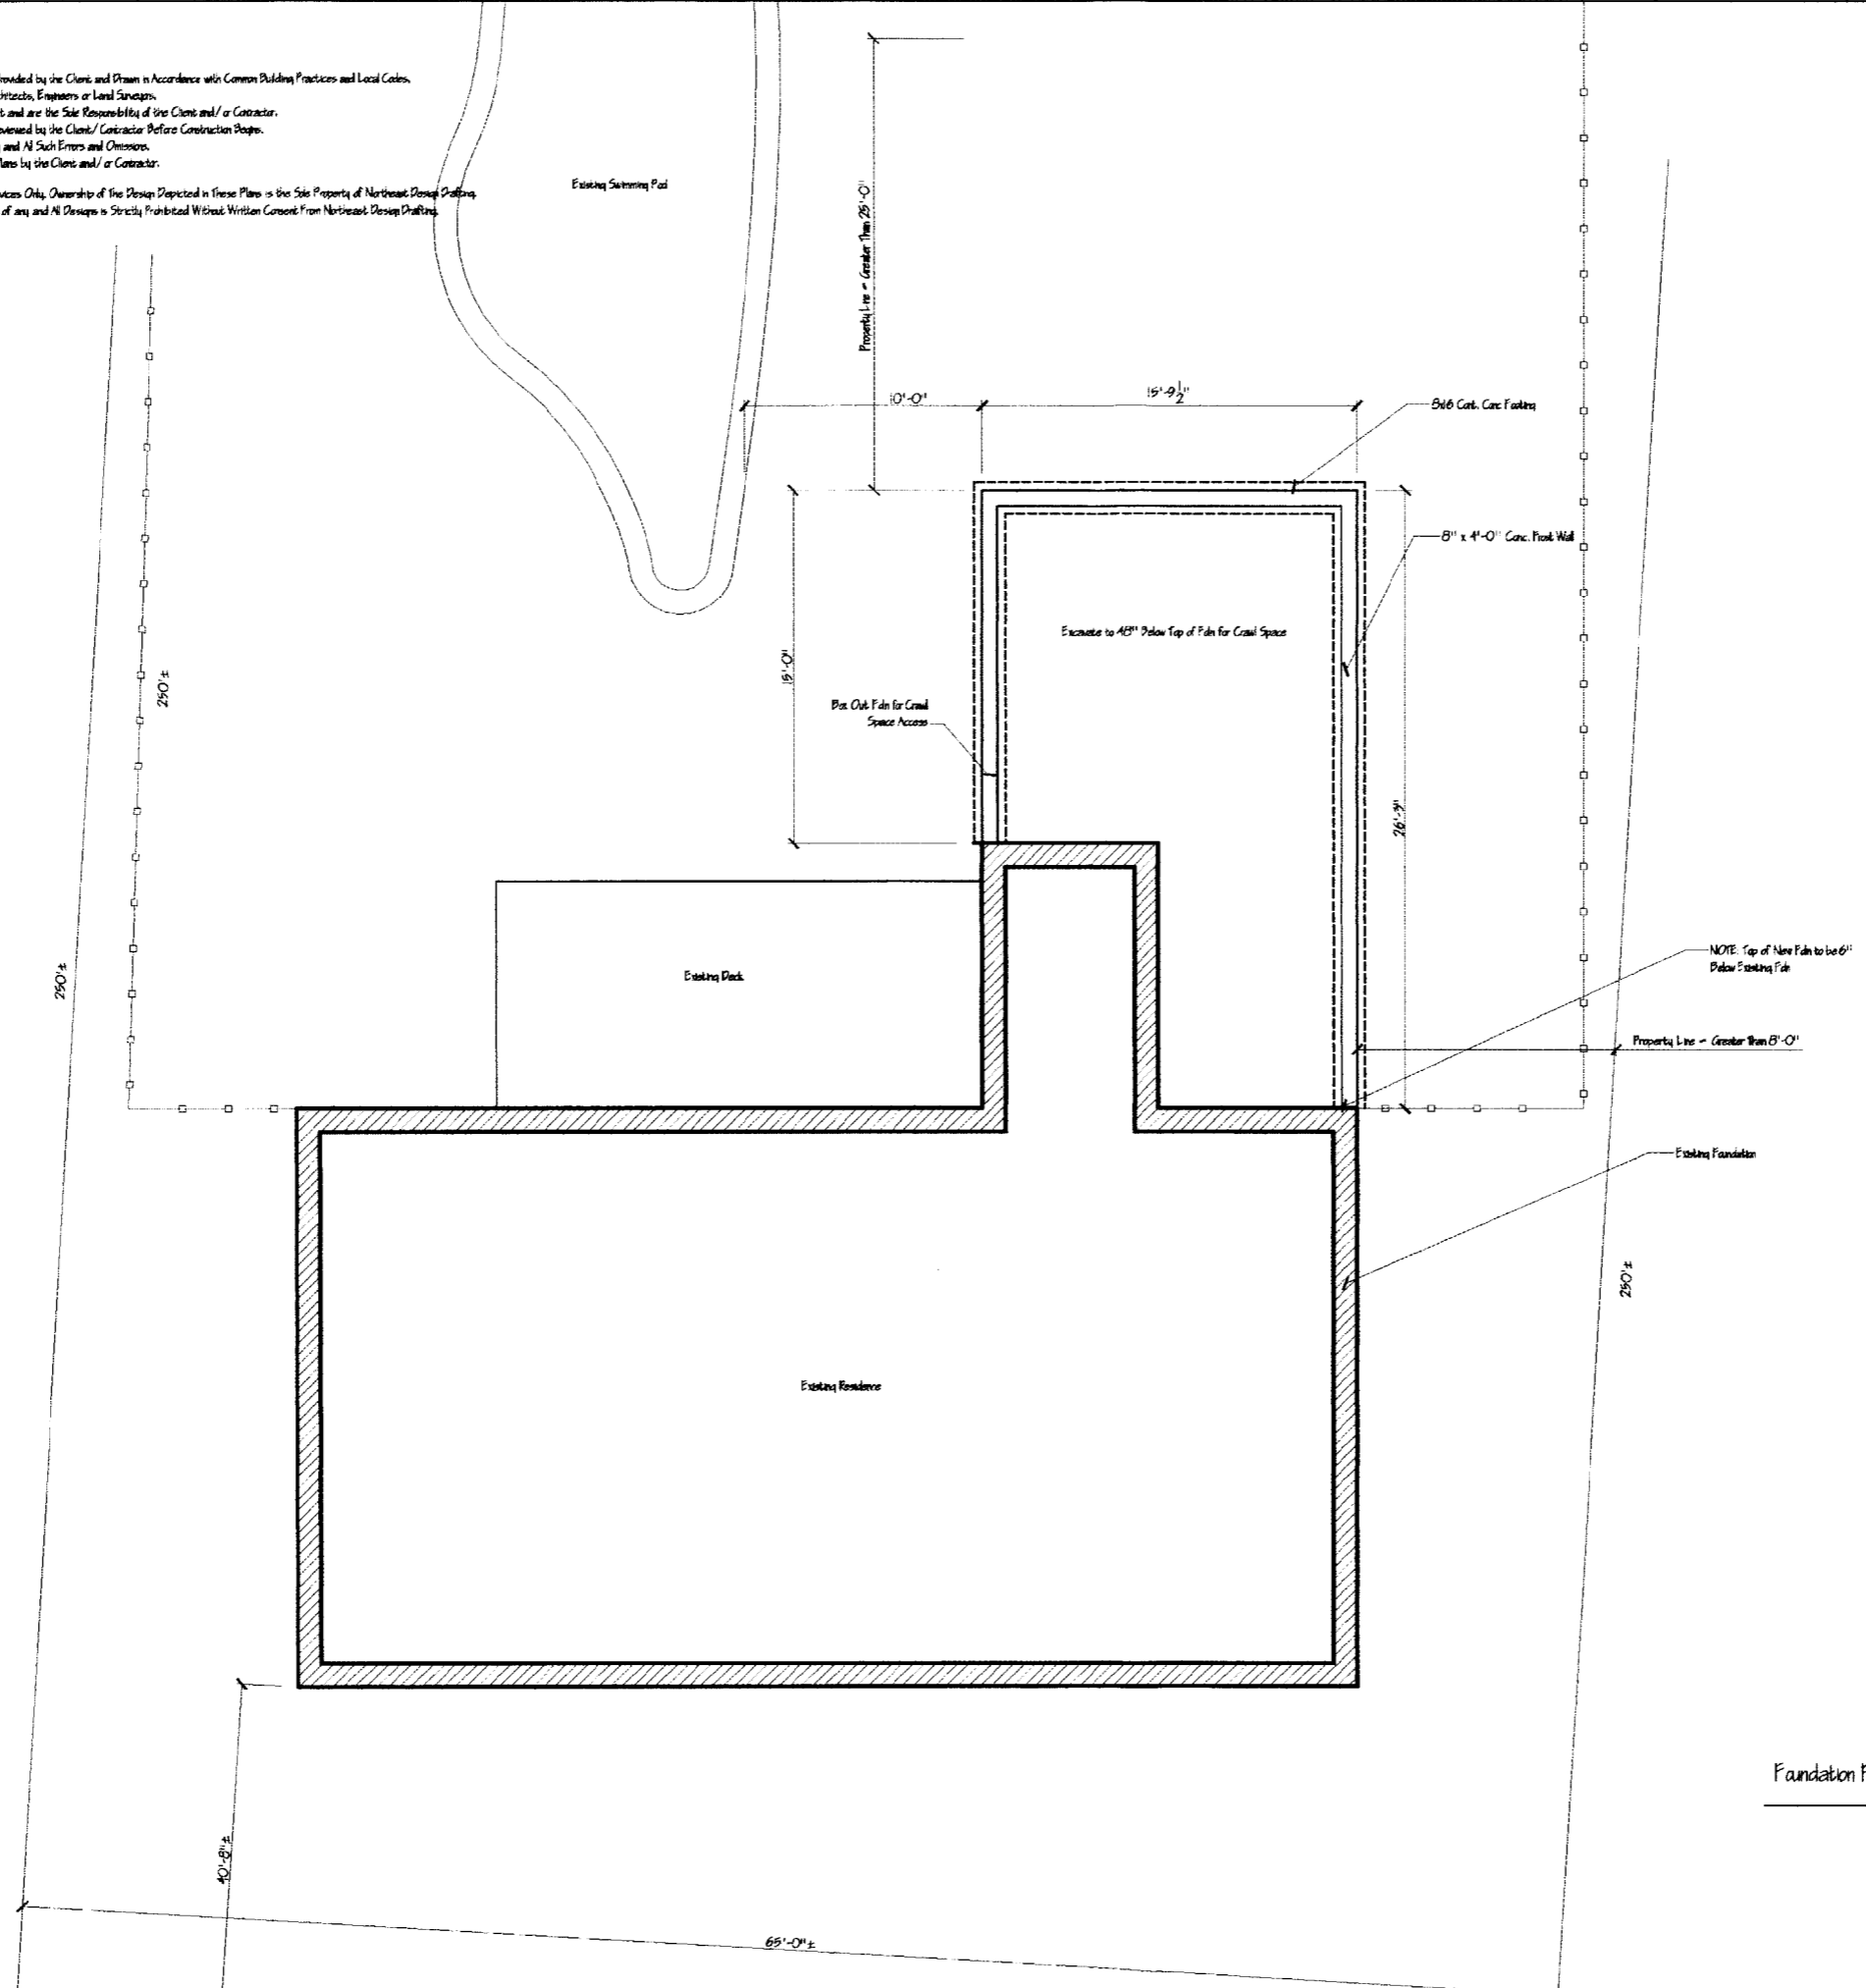 rovided by the Client and Drawn in Accordance with Common Building Practices and Local Codes.
hitects, Engineers or Land Surveyors.
t and are the Sole Responsibility of the Client and/ or Contractor.
eviewed by the Client/ Contractor Before Construction Begins.
y and All Such Errors and Omissions.
Plans by the Client and/ or Contractor.
vices Only, Ownership of The Design Depicted in These Plans is the Sole Property of Northeast Design Drafting,
of any and All Designs is Strictly Prohibited Without Written Consent From Northeast Design Drafting.
Existing Swimming Pool
Property Line - Greater Than 25'-0"
10'-0"
15'-9 1/2"
8x16 Cont. Conc Footing
8" x 4'-0" Conc. Frost Wall
Excavate to 48" Below Top of Fdn for Crawl Space
15'-0"
250'±
Box Out Fdn for Crawl
Space Access
26'-3"
250'±
Existing Deck
NOTE: Top of New Fdn to be 6"
Below Existing Fdn
Property Line - Greater Than 8'-0"
Existing Foundation
250'±
Existing Residence
Foundation P
40'-8"±
65'-0"±